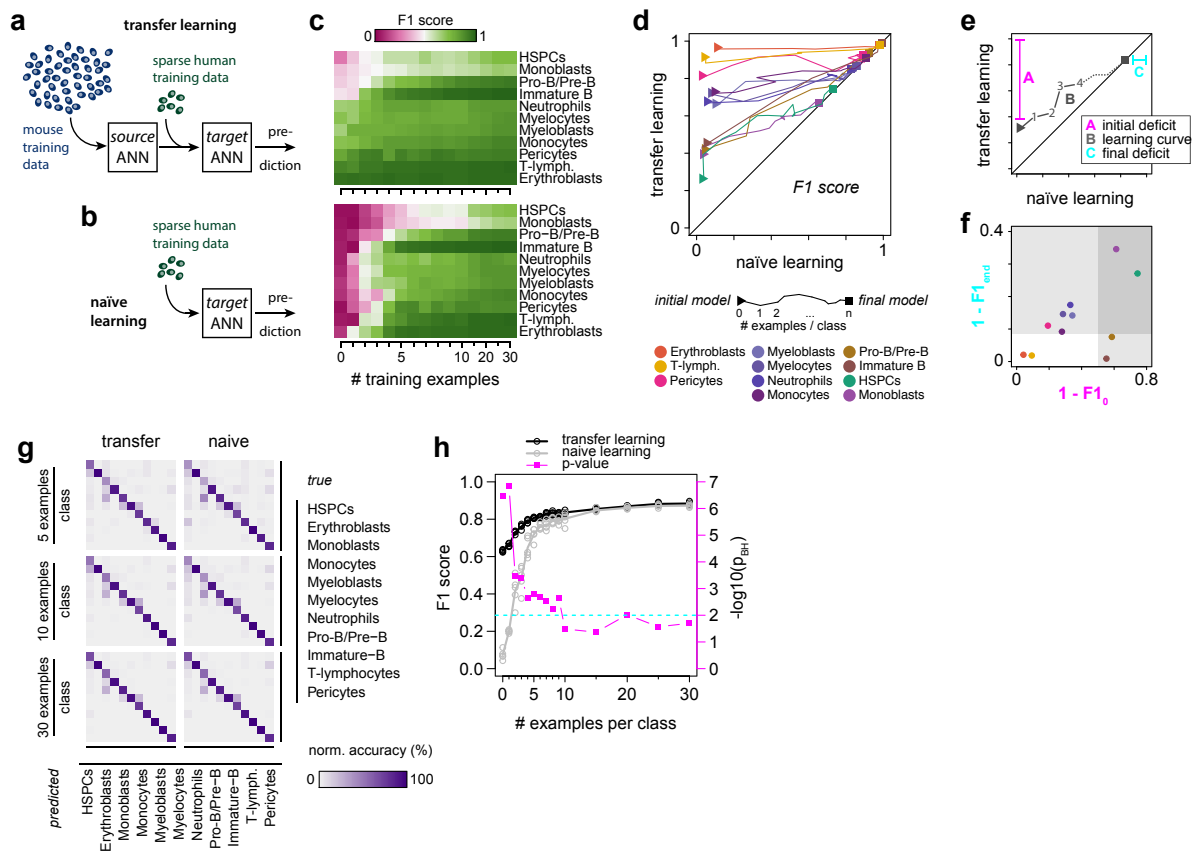 a
transfer learning
sparse human
training data
mouse
training
data
source
ANN
target
ANN
pre-
diction
b
sparse human
training data
naïve
learning
target
ANN
pre-
diction
c
F1 score
0
1
HSPCs
Monoblasts
Pro-B/Pre-B
Immature B
Neutrophils
Myelocytes
Myeloblasts
Monocytes
Pericytes
T-lymph.
Erythroblasts
HSPCs
Monoblasts
Pro−B/Pre−B
Immature B
Neutrophils
Myelocytes
Myeloblasts
Monocytes
Pericytes
T-lymph.
Erythroblasts
0 5 10 20 30
# training examples
d
transfer learning
1
0
F1 score
0 1
naïve learning
initial model
final model
0 1 2 ... n
# examples / class
Erythroblasts
T-lymph.
Pericytes
Myeloblasts
Myelocytes
Neutrophils
Monocytes
Pro-B/Pre-B
Immature B
HSPCs
Monoblasts
e
transfer learning
A
1
2
3
4
B
C
A initial deficit
B learning curve
C final deficit
naïve learning
f
0.4
0
1 - F1end
0 0.8
1 - F10
g
transfer naive
5 examples
class
10 examples
class
30 examples
class
true
HSPCs
Erythroblasts
Monoblasts
Monocytes
Myeloblasts
Myelocytes
Neutrophils
Pro-B/Pre−B
Immature-B
T-lymphocytes
Pericytes
norm. accuracy (%)
0
100
predicted
HSPCs
Erythroblasts
Monoblasts
Monocytes
Myeloblasts
Myelocytes
Neutrophils
Pro-B/Pre−B
Immature−B
T-lymph.
Pericytes
h
transfer learning
naive learning
p-value
F1 score
1.0
0.8
0.6
0.4
0.2
0.0
7
6
5
4
3
2
1
0
-log10(pBH)
0 5 10 20 30
# examples per class